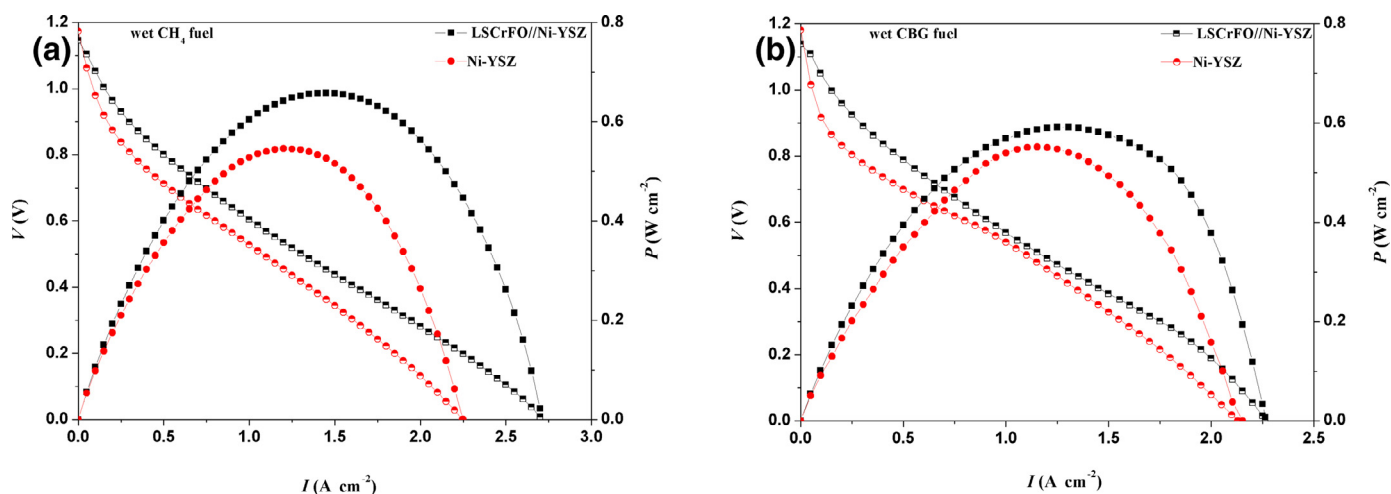 (a)
wet CH4 fuel
LSCrFO//Ni-YSZ
Ni-YSZ
1.2
1.0
0.8
0.6
0.4
0.2
0.0
V (V)
0.8
0.6
0.4
0.2
0.0
P (W cm-2)
0.0 0.5 1.0 1.5 2.0 2.5 3.0
I (A cm-2)
(b)
wet CBG fuel
LSCrFO//Ni-YSZ
Ni-YSZ
1.2
1.0
0.8
0.6
0.4
0.2
0.0
V (V)
0.8
0.6
0.4
0.2
0.0
P (W cm-2)
0.0 0.5 1.0 1.5 2.0 2.5
I (A cm-2)